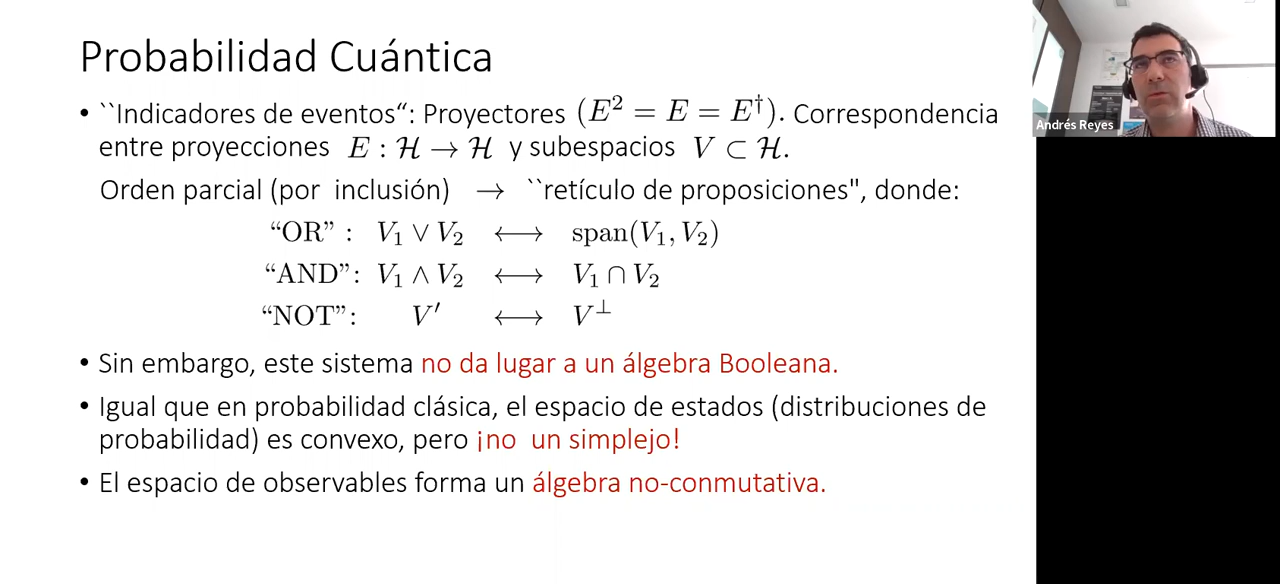 Probabilidad Cuántica
• ``Indicadores de eventos“: Proyectores (E² = E = E†). Correspondencia
entre proyecciones E : ℋ → ℋ y subespacios V ⊂ ℋ.
Orden parcial (por inclusión) → ``retículo de proposiciones", donde:
“OR” : V₁ ∨ V₂ ⟷ span(V₁, V₂)
“AND”: V₁ ∧ V₂ ⟷ V₁ ∩ V₂
“NOT”: V′ ⟷ V⊥
• Sin embargo, este sistema no da lugar a un álgebra Booleana.
• Igual que en probabilidad clásica, el espacio de estados (distribuciones de
probabilidad) es convexo, pero ¡no un simplejo!
• El espacio de observables forma un álgebra no-conmutativa.
Andrés Reyes